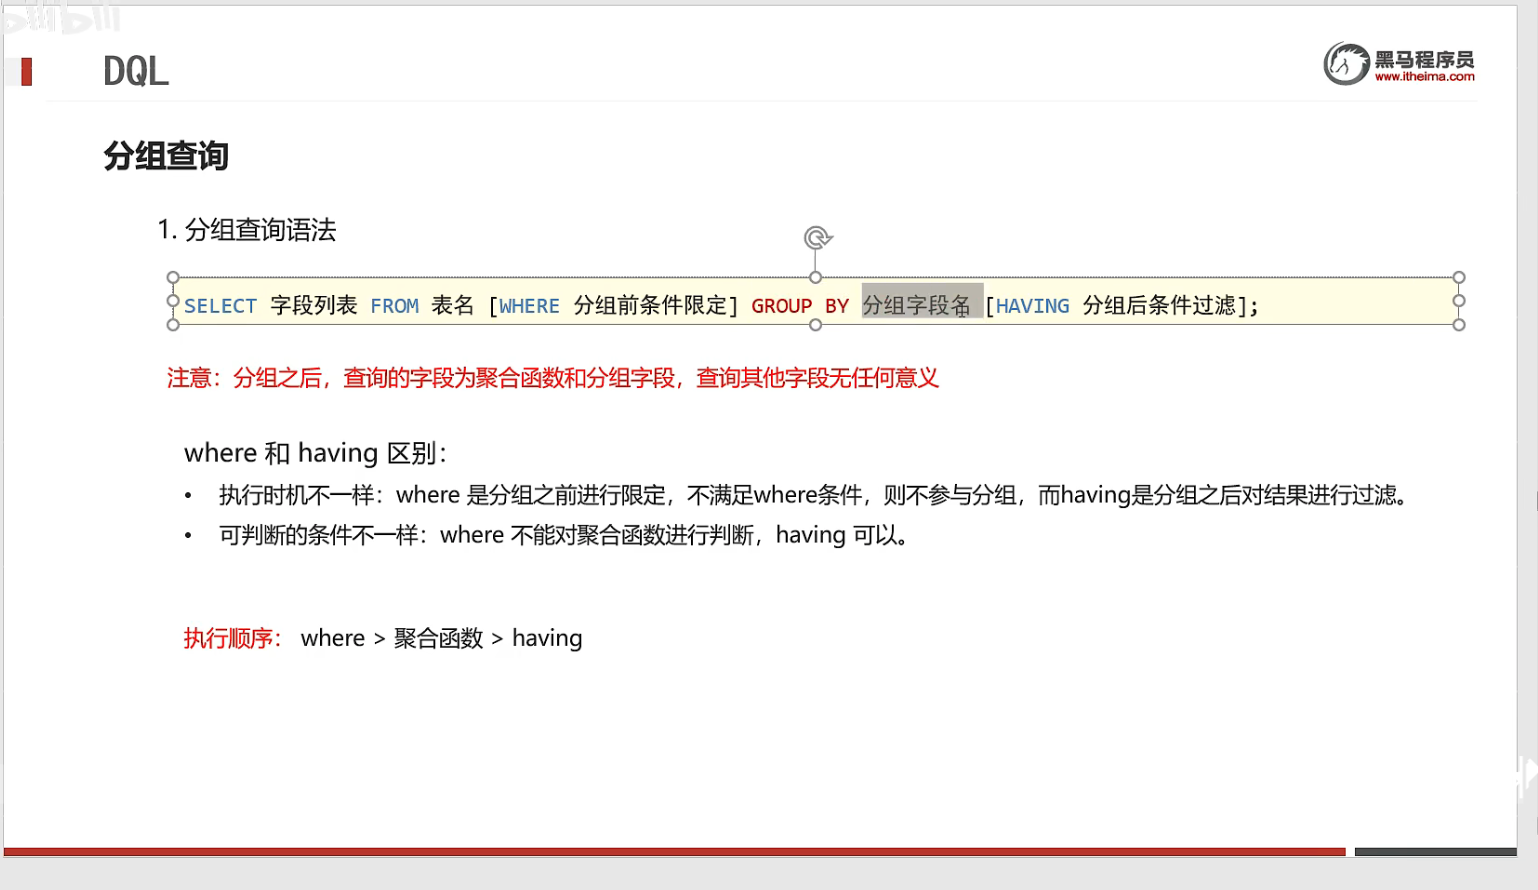 bilibili
DQL
黑马程序员
www.itheima.com
分组查询
1. 分组查询语法
SELECT 字段列表 FROM 表名 [WHERE 分组前条件限定] GROUP BY 分组字段名 [HAVING 分组后条件过滤];
注意：分组之后，查询的字段为聚合函数和分组字段，查询其他字段无任何意义
where 和 having 区别：
• 执行时机不一样：where 是分组之前进行限定，不满足where条件，则不参与分组，而having是分组之后对结果进行过滤。
• 可判断的条件不一样：where 不能对聚合函数进行判断，having 可以。
执行顺序： where > 聚合函数 > having